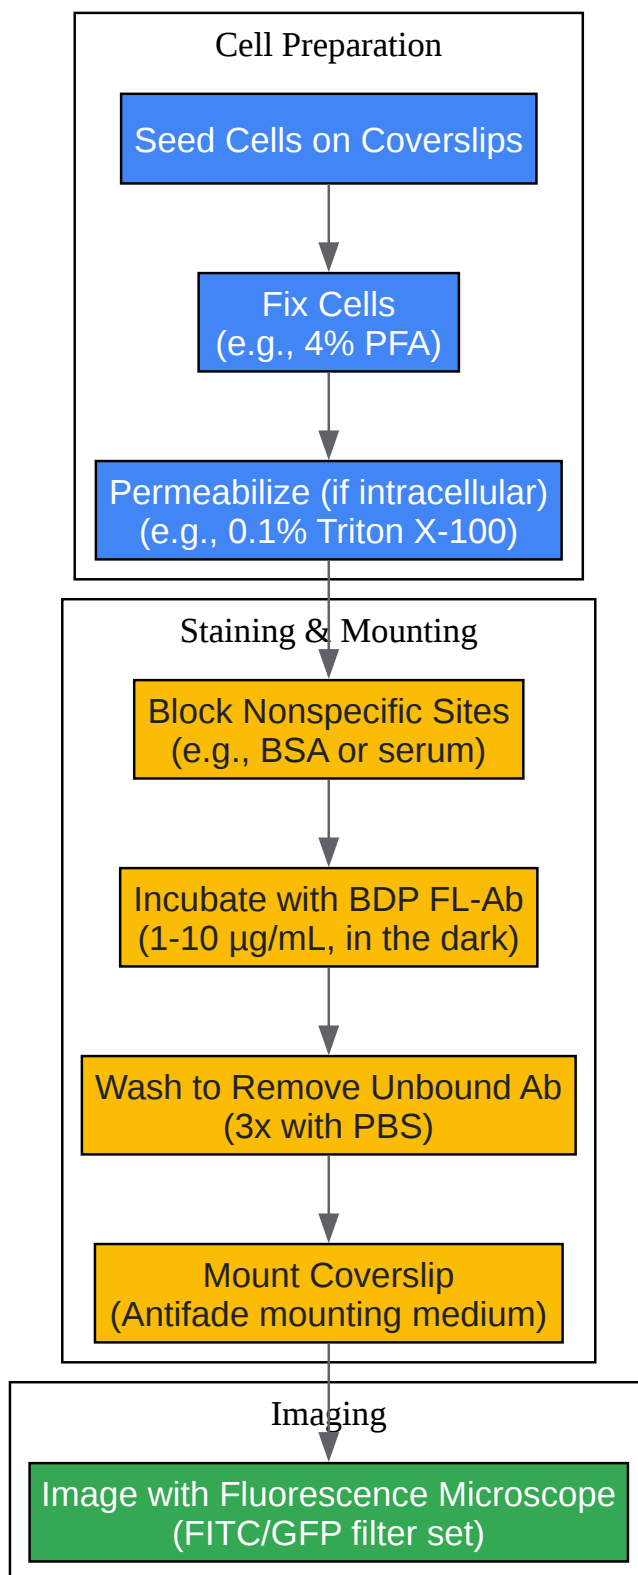 Cell Preparation
Seed Cells on Coverslips
Fix Cells
(e.g., 4% PFA)
Permeabilize (if intracellular)
(e.g., 0.1% Triton X-100)
Staining & Mounting
Block Nonspecific Sites
(e.g., BSA or serum)
Incubate with BDP FL-Ab
(1-10 µg/mL, in the dark)
Wash to Remove Unbound Ab
(3x with PBS)
Mount Coverslip
(Antifade mounting medium)
Imaging
Image with Fluorescence Microscope
(FITC/GFP filter set)